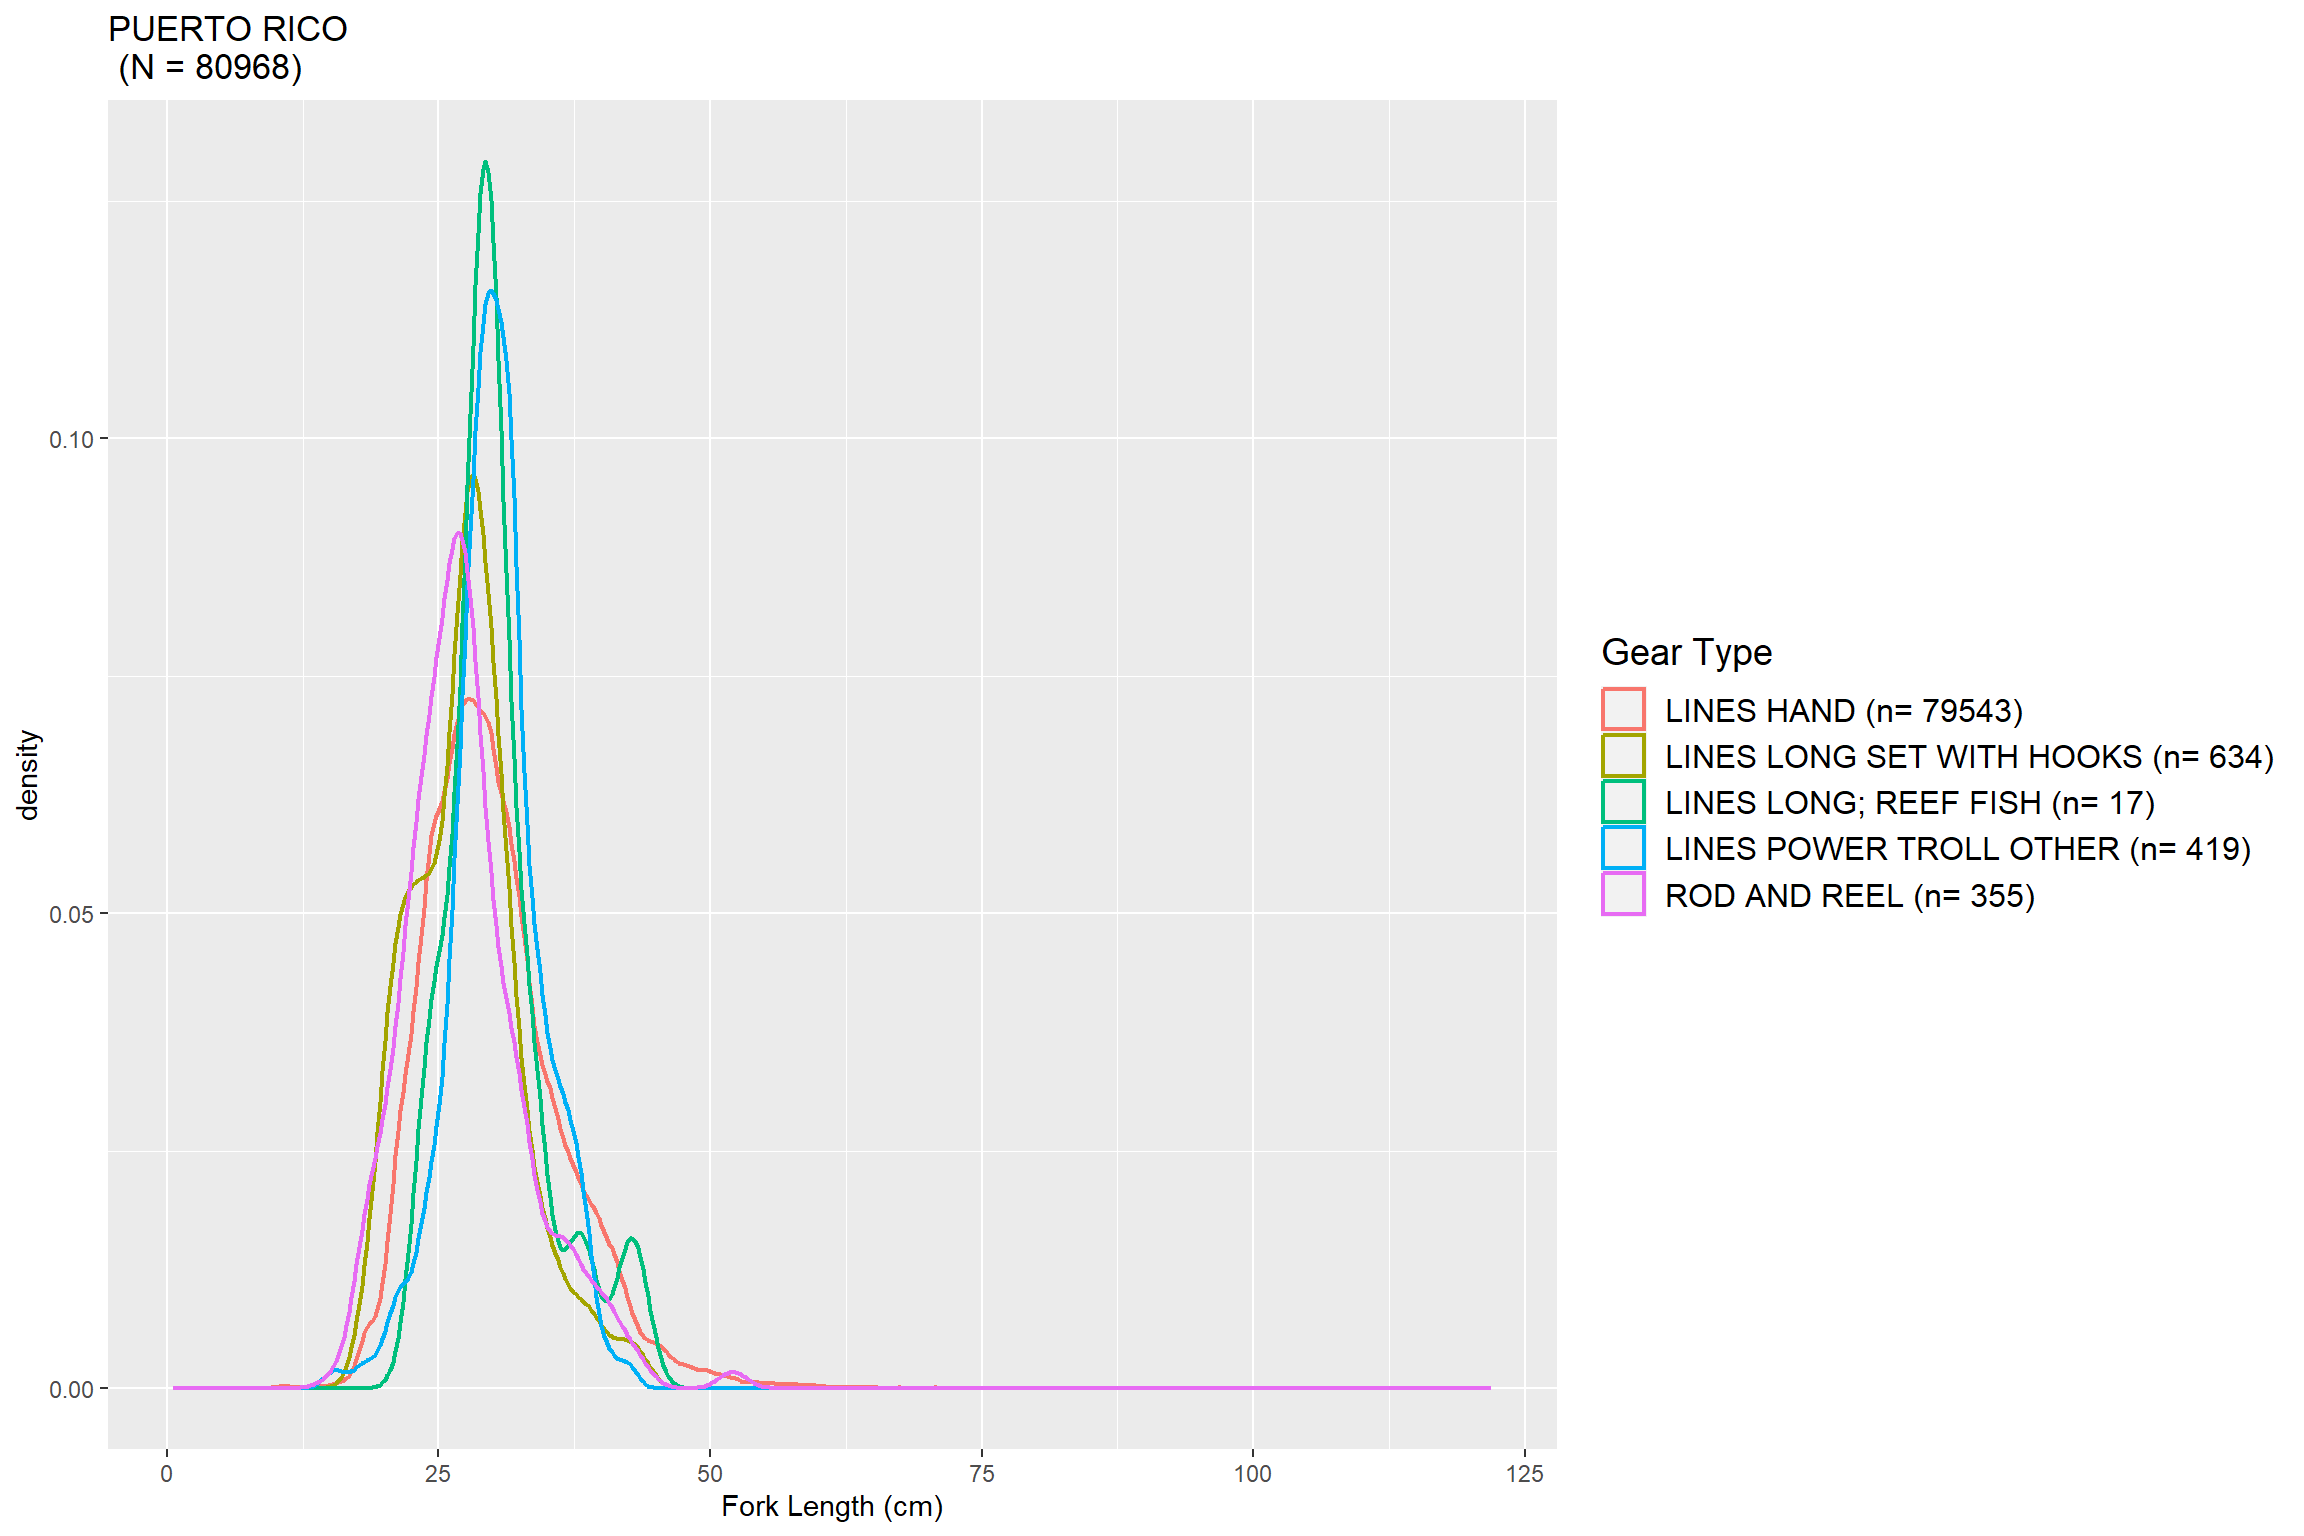 PUERTO RICO
(N = 80968)
density
0.10
0.05
0.00
0
25
50
75
100
125
Fork Length (cm)
Gear Type
LINES HAND (n= 79543)
LINES LONG SET WITH HOOKS (n= 634)
LINES LONG; REEF FISH (n= 17)
LINES POWER TROLL OTHER (n= 419)
ROD AND REEL (n= 355)